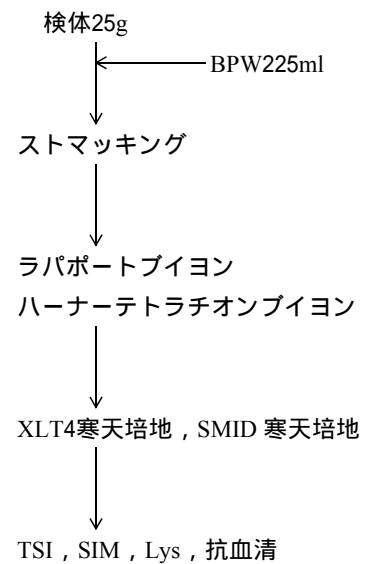 検体25g
BPW225ml
ストマッキング
ラパポートブイヨン
ハーナーテトラチオンブイヨン
XLT4寒天培地，SMID 寒天培地
TSI，SIM，Lys，抗血清